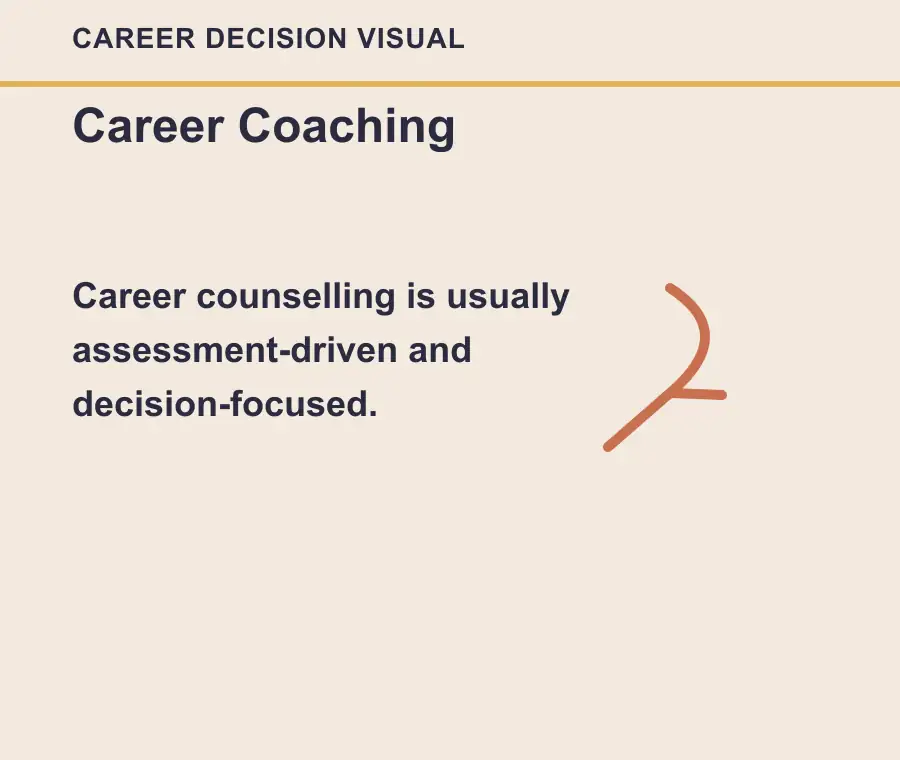 CAREER DECISION VISUAL
Career Coaching
Career counselling is usually
assessment-driven and
decision-focused.